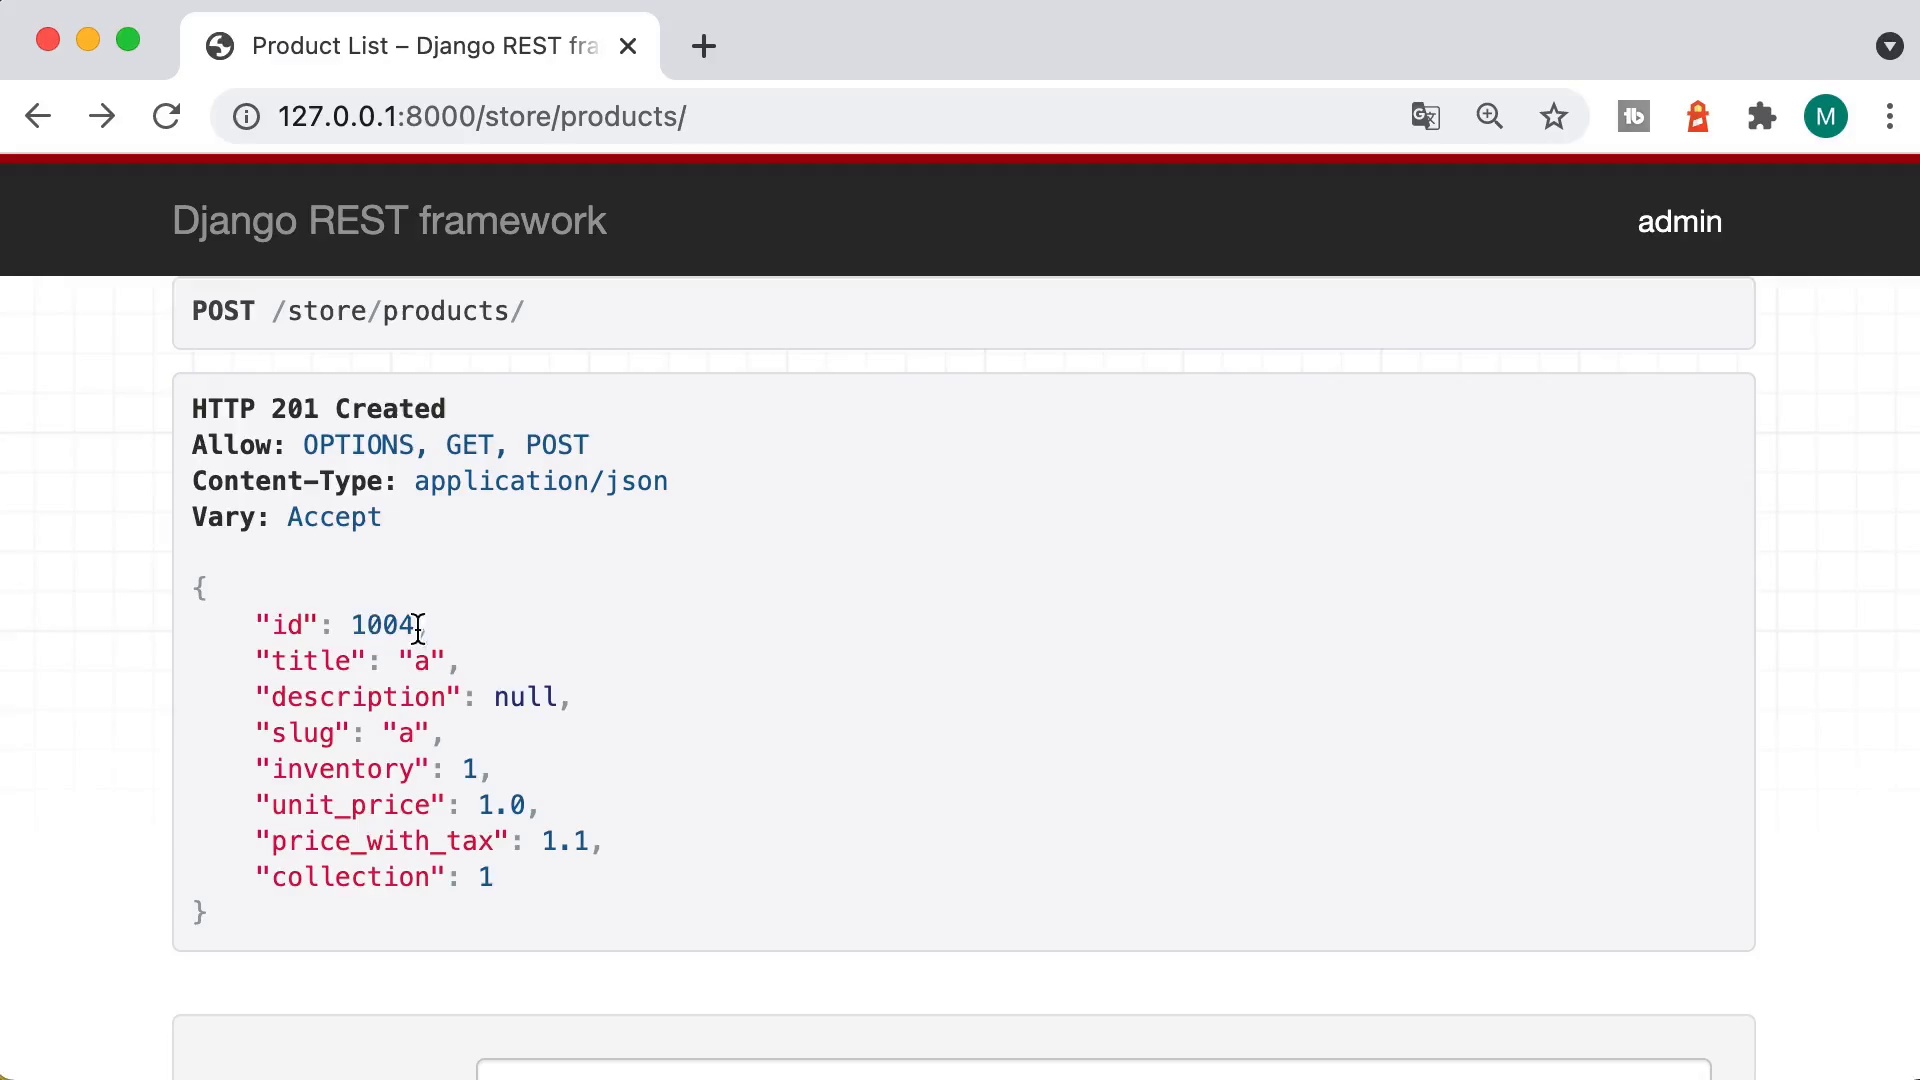 Product List – Django REST fra
127.0.0.1:8000/store/products/
M
Django REST framework
admin
POST /store/products/
HTTP 201 Created
Allow: OPTIONS, GET, POST
Content-Type: application/json
Vary: Accept
{
"id": 1004,
"title": "a",
"description": null,
"slug": "a",
"inventory": 1,
"unit_price": 1.0,
"price_with_tax": 1.1,
"collection": 1
}